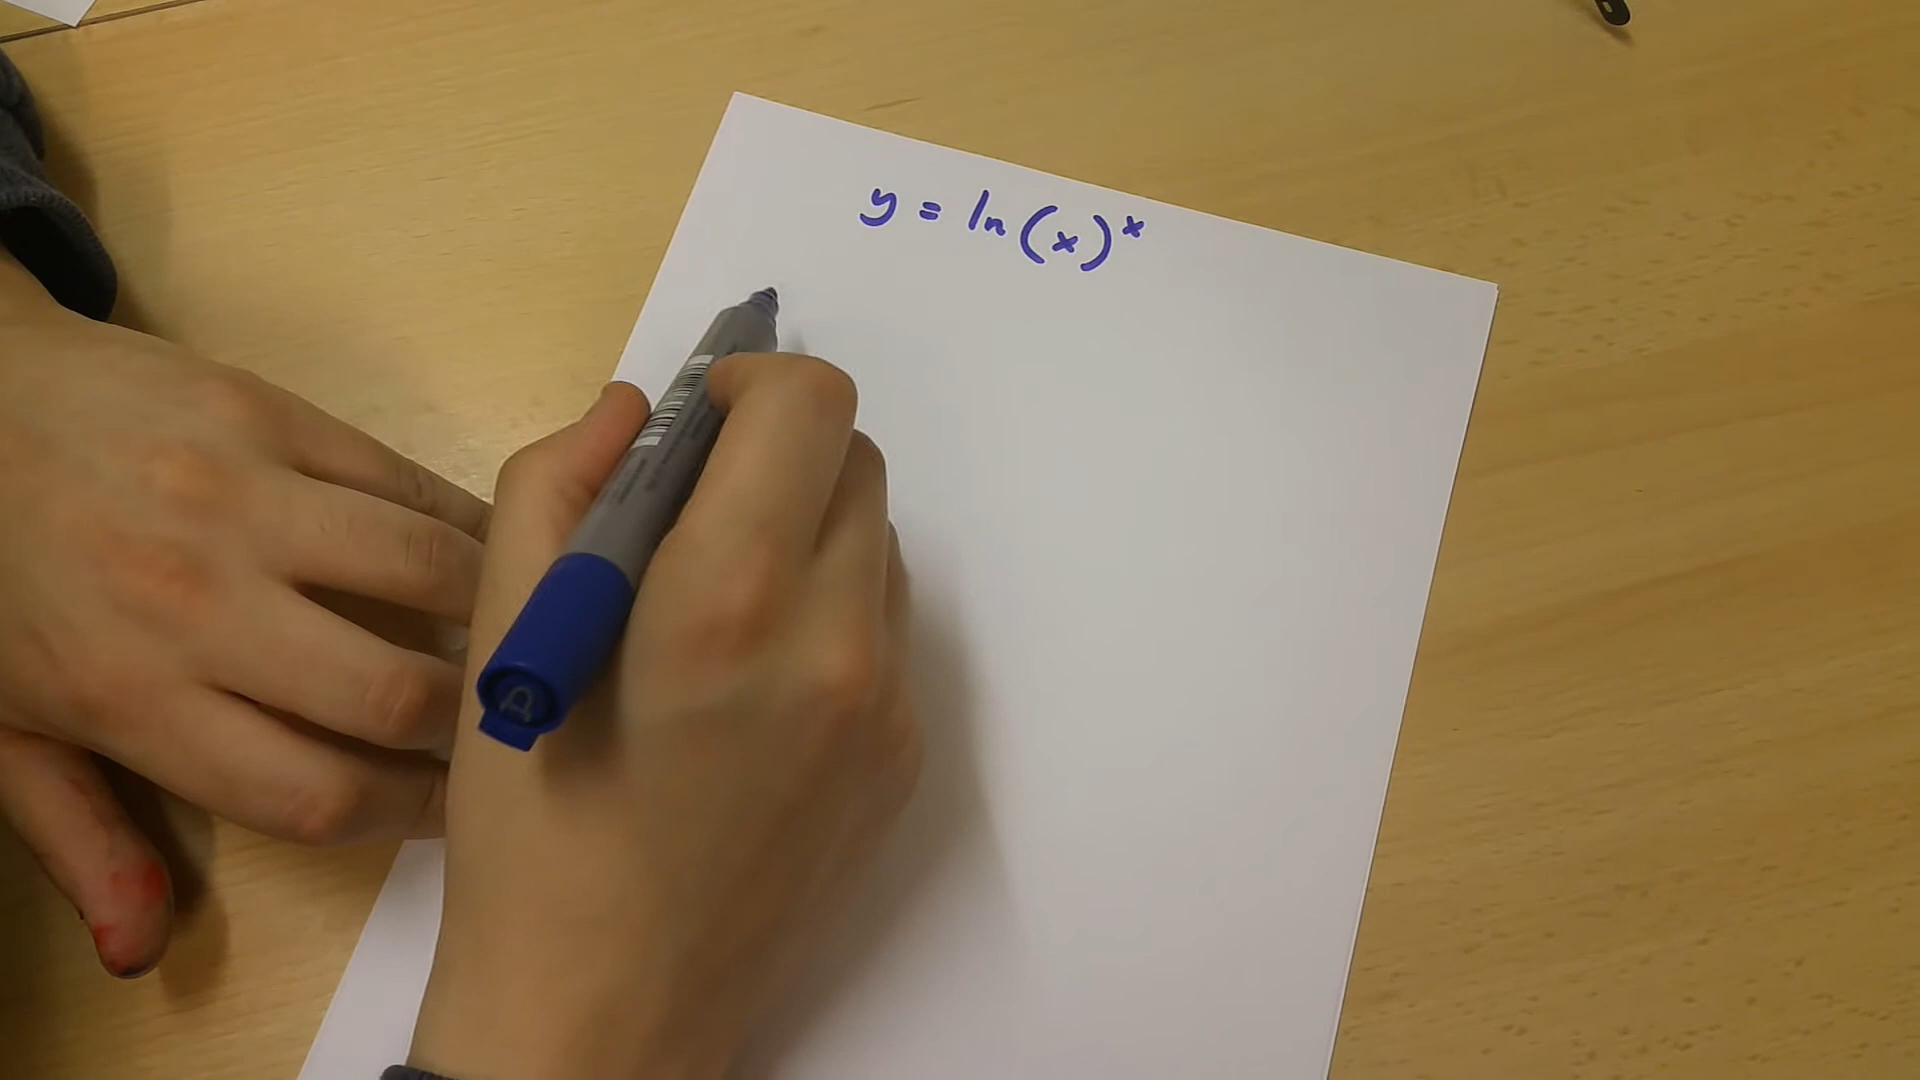 y = ln(x)ˣ